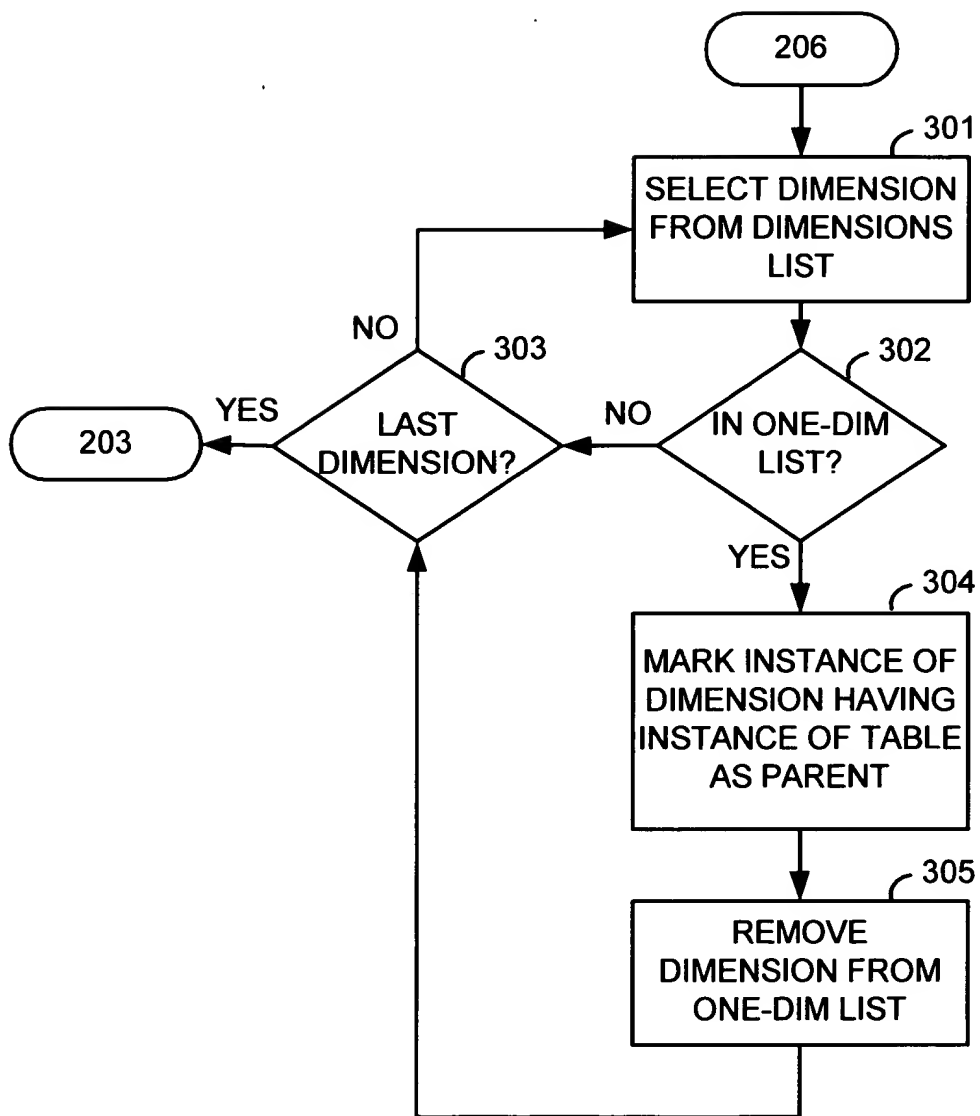 206
301
SELECT DIMENSION
FROM DIMENSIONS
LIST
NO
303
302
YES
NO
203
LAST
DIMENSION?
IN ONE-DIM
LIST?
YES
304
MARK INSTANCE OF
DIMENSION HAVING
INSTANCE OF TABLE
AS PARENT
305
REMOVE
DIMENSION FROM
ONE-DIM LIST